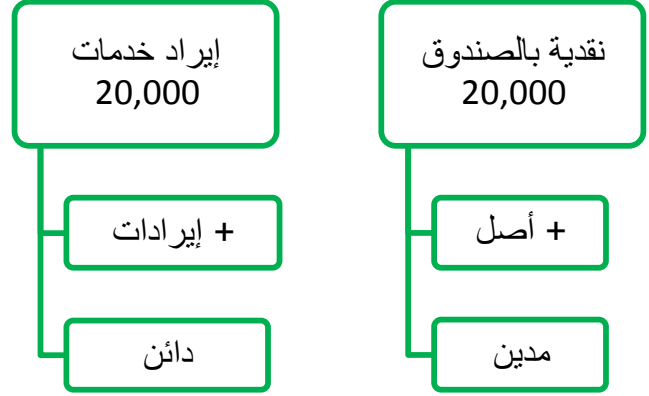 نقدية بالصندوق
20,000
+ أصل
مدين
إيراد خدمات
20,000
+ إيرادات
دائن